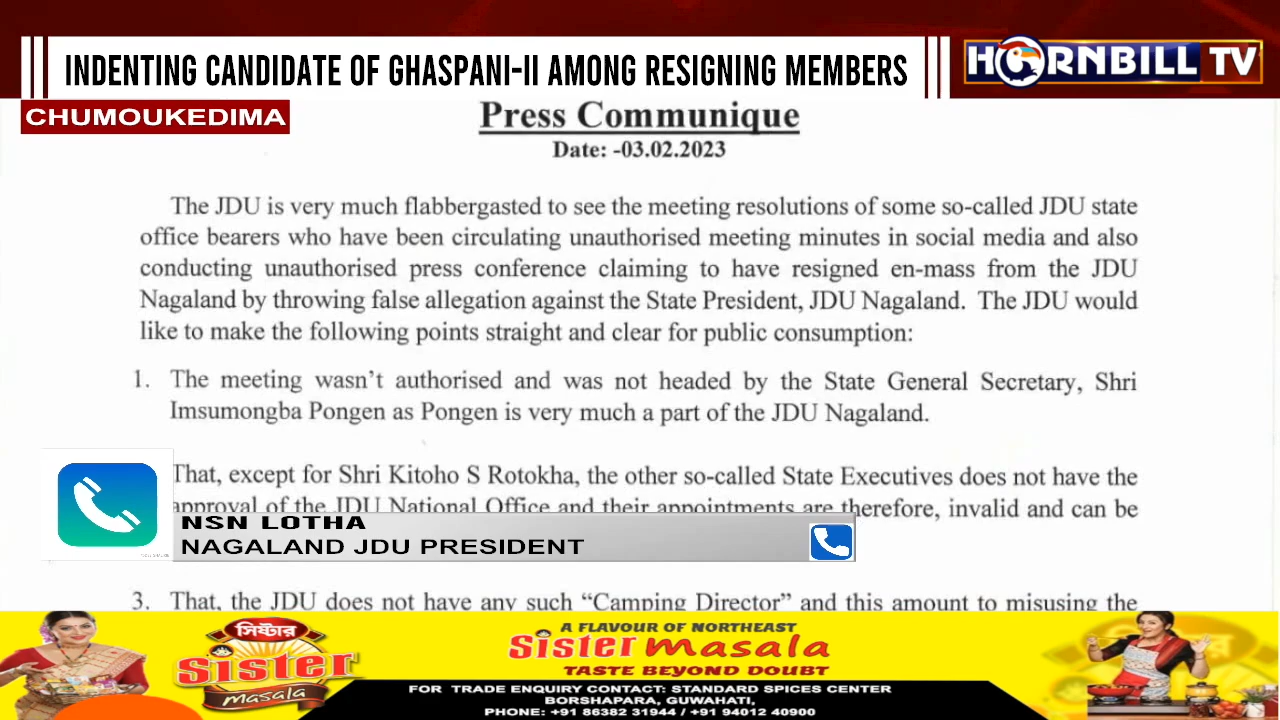 INDENTING CANDIDATE OF GHASPANI-II AMONG RESIGNING MEMBERS
HORNBILL TV
CHUMOUKEDIMA
Press Communique
Date: -03.02.2023
The JDU is very much flabbergasted to see the meeting resolutions of some so-called JDU state
office bearers who have been circulating unauthorised meeting minutes in social media and also
conducting unauthorised press conference claiming to have resigned en-mass from the JDU
Nagaland by throwing false allegation against the State President, JDU Nagaland. The JDU would
like to make the following points straight and clear for public consumption:
1. The meeting wasn't authorised and was not headed by the State General Secretary, Shri
Imsumongba Pongen as Pongen is very much a part of the JDU Nagaland.
That, except for Shri Kitoho S Rotokha, the other so-called State Executives does not have the
approval of the JDU National Office and their appointments are therefore, invalid and can be
NSN LOTHA
NAGALAND JDU PRESIDENT
3. That, the JDU does not have any such “Camping Director” and this amount to misusing the
সিষ্টাৰ
Sister
masala
A FLAVOUR OF NORTHEAST
Sister masala
TASTE BEYOND DOUBT
FOR TRADE ENQUIRY CONTACT: STANDARD SPICES CENTER
BORSHAPARA, GUWAHATI,
PHONE: +91 86382 31944 / +91 94012 40900